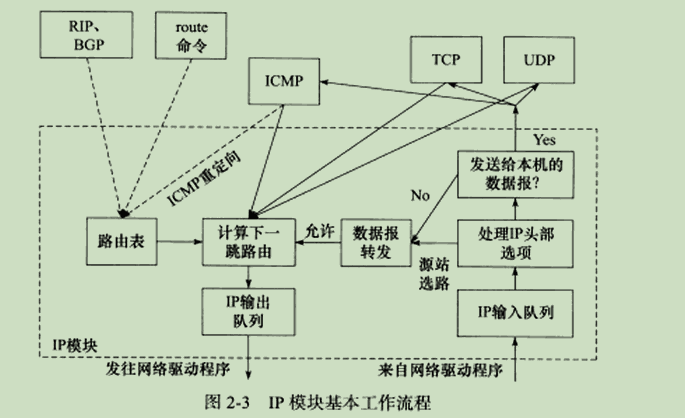 RIP、
BGP
route
命令
ICMP
TCP
UDP
Yes
发送给本机的
数据报?
No
ICMP重定向
路由表
计算下一
跳路由
允许
数据报
转发
源站
选路
处理IP头部
选项
IP输出
队列
IP输入队列
IP模块
发往网络驱动程序
来自网络驱动程序
图 2-3 IP 模块基本工作流程